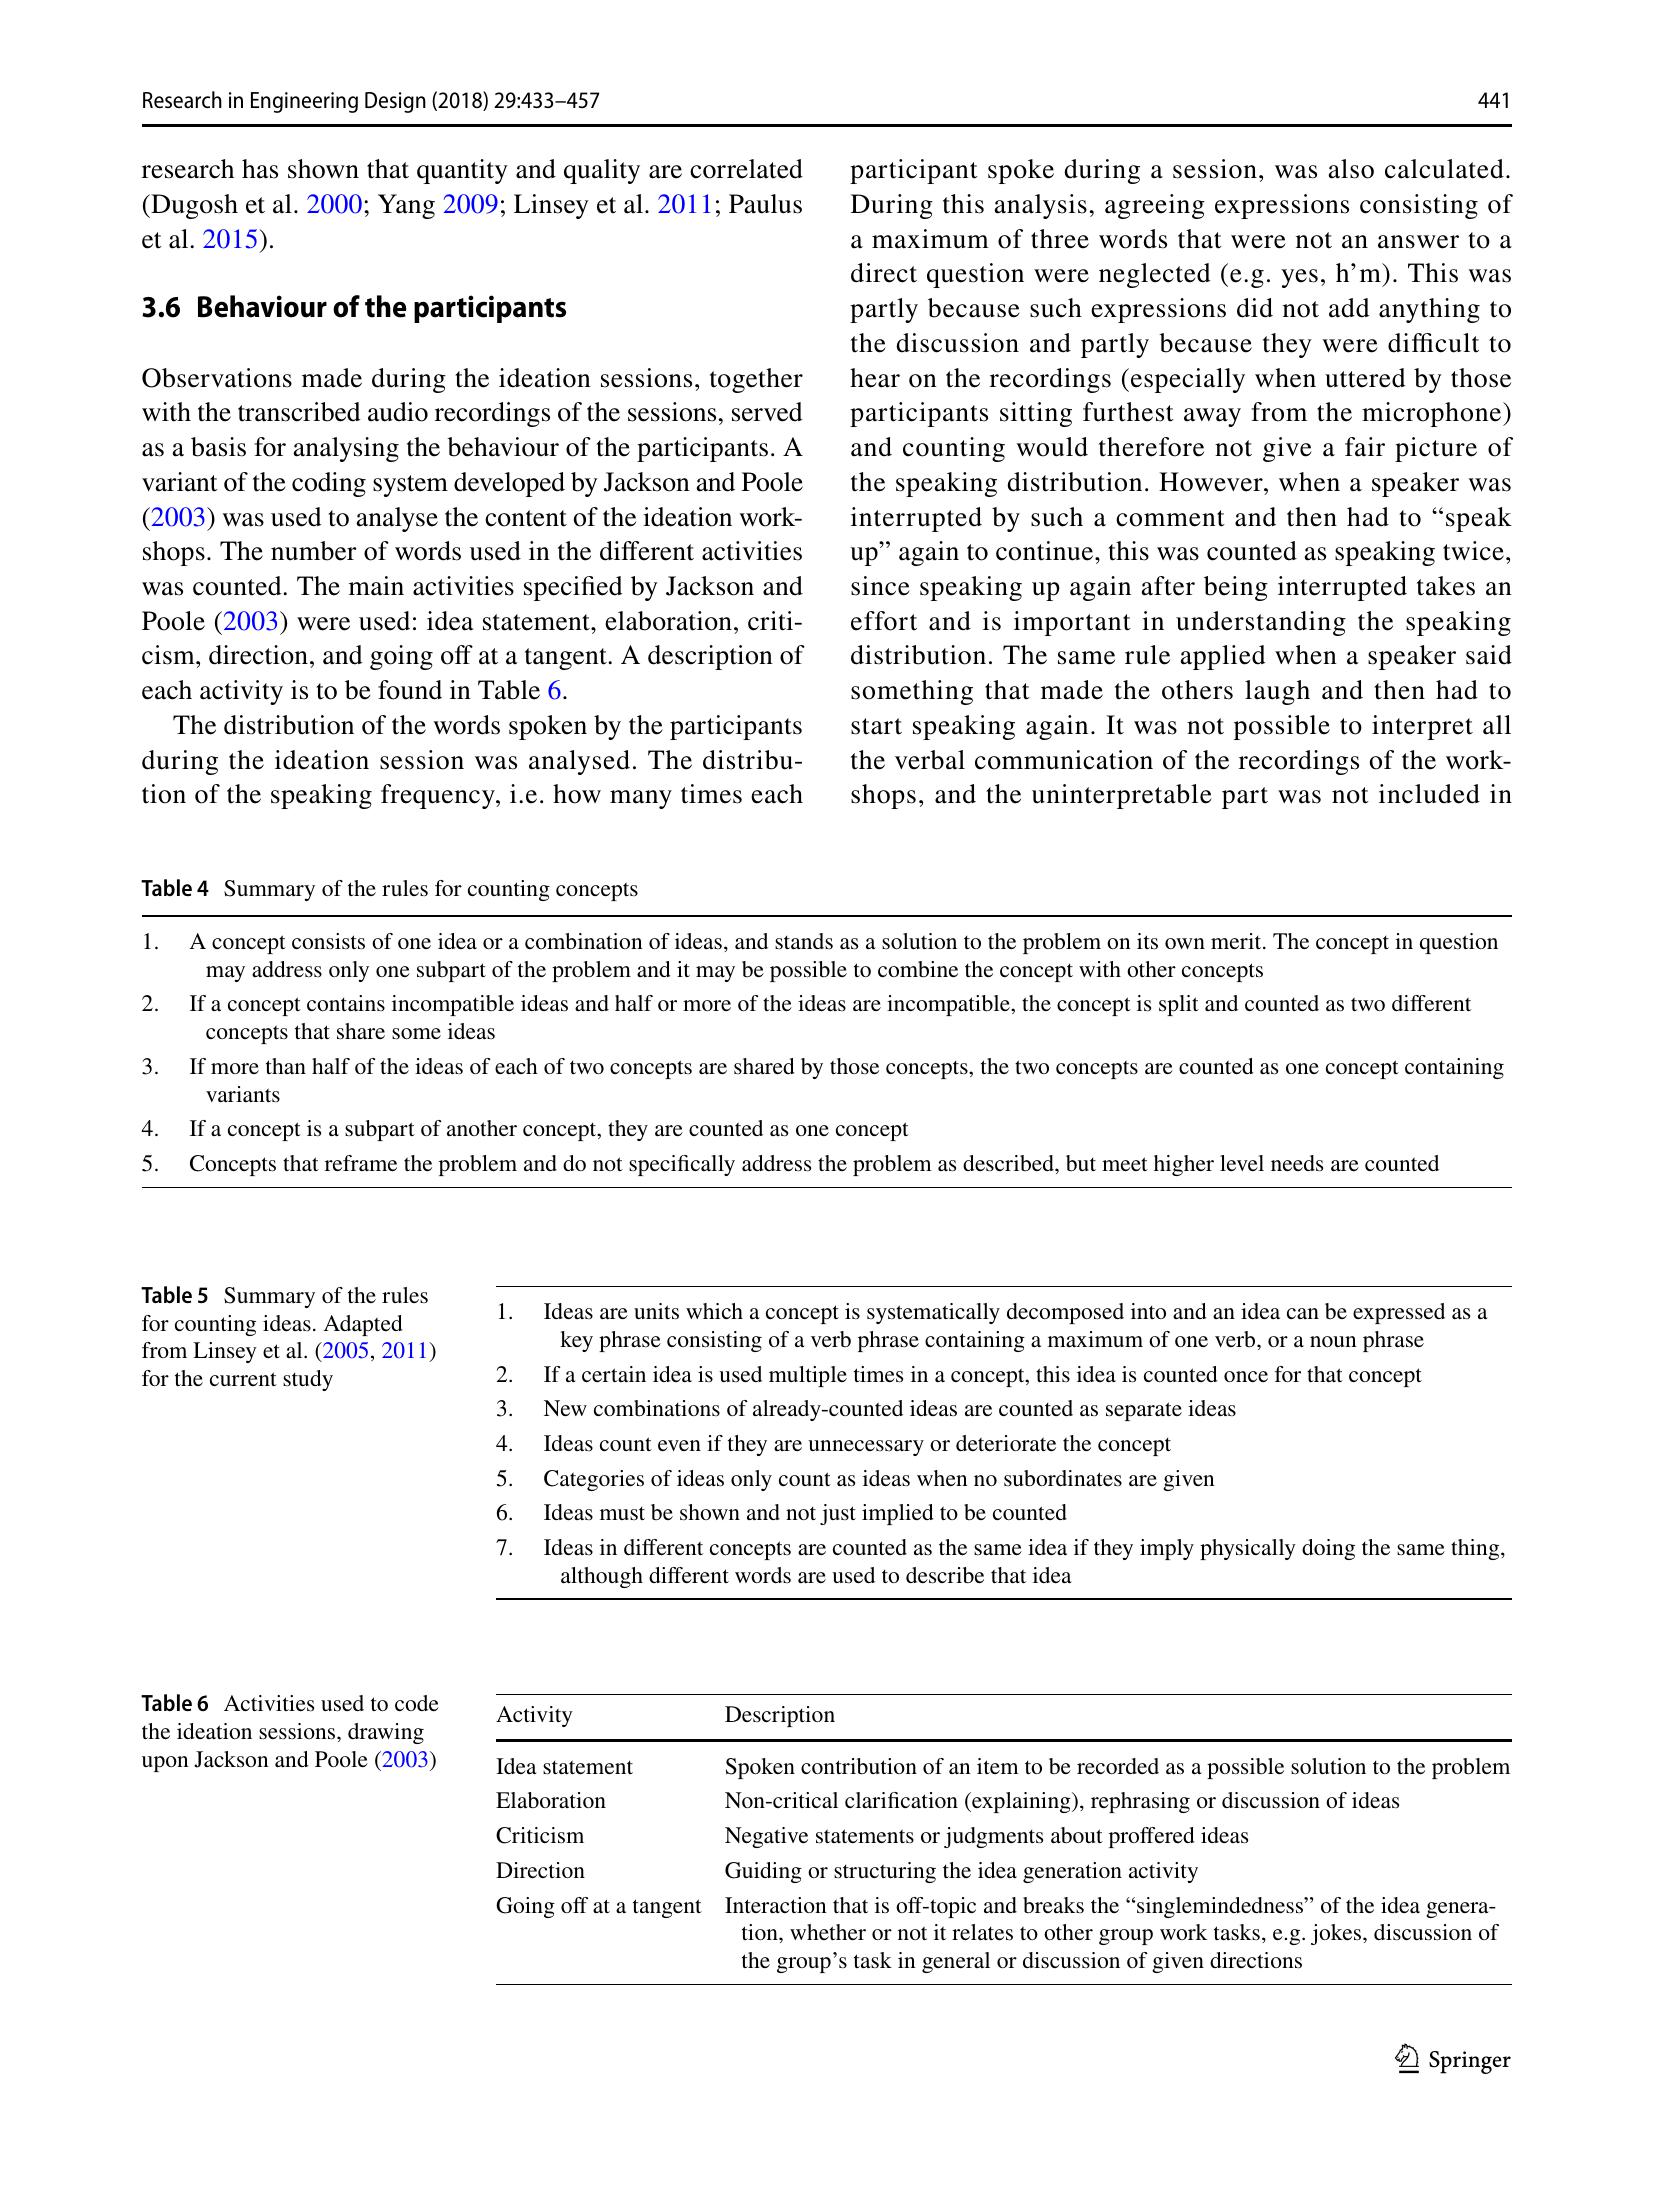 Research in Engineering Design (2018) 29:433–457
441
research has shown that quantity and quality are correlated
(Dugosh et al. 2000; Yang 2009; Linsey et al. 2011; Paulus
et al. 2015).
3.6 Behaviour of the participants
Observations made during the ideation sessions, together
with the transcribed audio recordings of the sessions, served
as a basis for analysing the behaviour of the participants. A
variant of the coding system developed by Jackson and Poole
(2003) was used to analyse the content of the ideation work-
shops. The number of words used in the different activities
was counted. The main activities specified by Jackson and
Poole (2003) were used: idea statement, elaboration, criti-
cism, direction, and going off at a tangent. A description of
each activity is to be found in Table 6.
The distribution of the words spoken by the participants
during the ideation session was analysed. The distribu-
tion of the speaking frequency, i.e. how many times each
participant spoke during a session, was also calculated.
During this analysis, agreeing expressions consisting of
a maximum of three words that were not an answer to a
direct question were neglected (e.g. yes, h’m). This was
partly because such expressions did not add anything to
the discussion and partly because they were difficult to
hear on the recordings (especially when uttered by those
participants sitting furthest away from the microphone)
and counting would therefore not give a fair picture of
the speaking distribution. However, when a speaker was
interrupted by such a comment and then had to “speak
up” again to continue, this was counted as speaking twice,
since speaking up again after being interrupted takes an
effort and is important in understanding the speaking
distribution. The same rule applied when a speaker said
something that made the others laugh and then had to
start speaking again. It was not possible to interpret all
the verbal communication of the recordings of the work-
shops, and the uninterpretable part was not included in
Table 4 Summary of the rules for counting concepts
1. A concept consists of one idea or a combination of ideas, and stands as a solution to the problem on its own merit. The concept in question
may address only one subpart of the problem and it may be possible to combine the concept with other concepts
2. If a concept contains incompatible ideas and half or more of the ideas are incompatible, the concept is split and counted as two different
concepts that share some ideas
3. If more than half of the ideas of each of two concepts are shared by those concepts, the two concepts are counted as one concept containing
variants
4. If a concept is a subpart of another concept, they are counted as one concept
5. Concepts that reframe the problem and do not specifically address the problem as described, but meet higher level needs are counted
Table 5 Summary of the rules
for counting ideas. Adapted
from Linsey et al. (2005, 2011)
for the current study
1. Ideas are units which a concept is systematically decomposed into and an idea can be expressed as a
key phrase consisting of a verb phrase containing a maximum of one verb, or a noun phrase
2. If a certain idea is used multiple times in a concept, this idea is counted once for that concept
3. New combinations of already-counted ideas are counted as separate ideas
4. Ideas count even if they are unnecessary or deteriorate the concept
5. Categories of ideas only count as ideas when no subordinates are given
6. Ideas must be shown and not just implied to be counted
7. Ideas in different concepts are counted as the same idea if they imply physically doing the same thing,
although different words are used to describe that idea
Table 6 Activities used to code
the ideation sessions, drawing
upon Jackson and Poole (2003)
Activity Description
Idea statement Spoken contribution of an item to be recorded as a possible solution to the problem
Elaboration Non-critical clarification (explaining), rephrasing or discussion of ideas
Criticism Negative statements or judgments about proffered ideas
Direction Guiding or structuring the idea generation activity
Going off at a tangent Interaction that is off-topic and breaks the “singlemindedness” of the idea genera-
tion, whether or not it relates to other group work tasks, e.g. jokes, discussion of
the group’s task in general or discussion of given directions
Springer